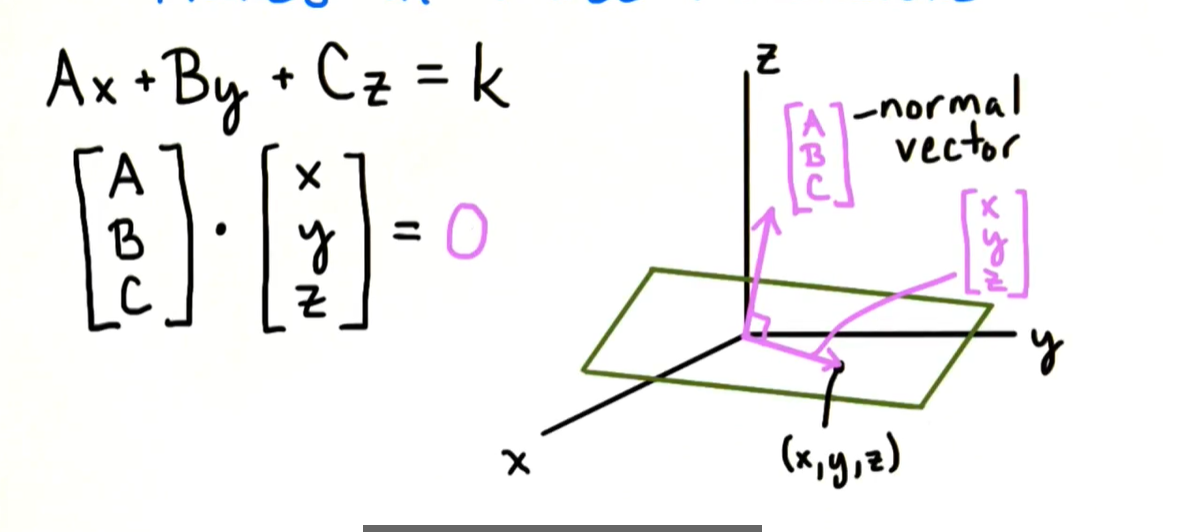 Ax + By + Cz = k
[A B C] · [x y z] = 0
z
[A B C] - normal vector
[x y z]
y
x
(x,y,z)